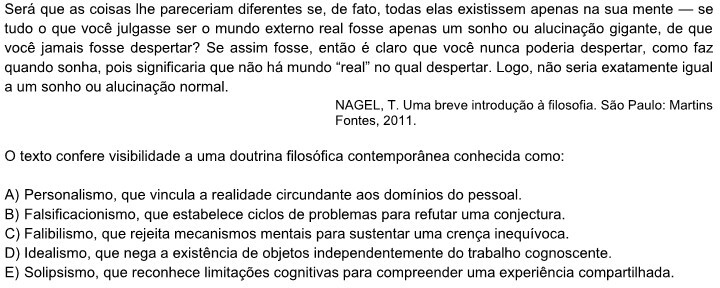 Será que as coisas lhe pareceriam diferentes se, de fato, todas elas existissem apenas na sua mente — se
tudo o que você julgasse ser o mundo externo real fosse apenas um sonho ou alucinação gigante, de que
você jamais fosse despertar? Se assim fosse, então é claro que você nunca poderia despertar, como faz
quando sonha, pois significaria que não há mundo “real” no qual despertar. Logo, não seria exatamente igual
a um sonho ou alucinação normal.
NAGEL, T. Uma breve introdução à filosofia. São Paulo: Martins
Fontes, 2011.
O texto confere visibilidade a uma doutrina filosófica contemporânea conhecida como:
A) Personalismo, que vincula a realidade circundante aos domínios do pessoal.
B) Falsificacionismo, que estabelece ciclos de problemas para refutar uma conjectura.
C) Falibilismo, que rejeita mecanismos mentais para sustentar uma crença inequívoca.
D) Idealismo, que nega a existência de objetos independentemente do trabalho cognoscente.
E) Solipsismo, que reconhece limitações cognitivas para compreender uma experiência compartilhada.